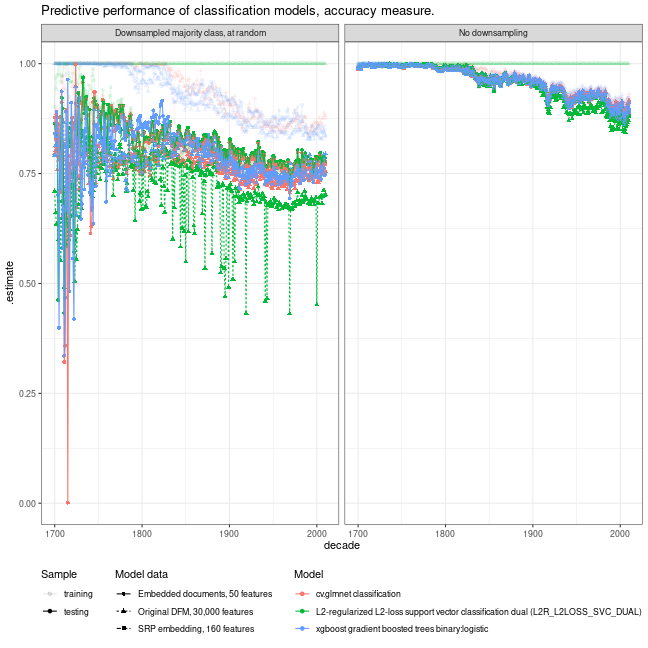 Predictive performance of classification models, accuracy measure.
Downsampled majority class, at random
No downsampling
1.00
0.75
0.50
0.25
0.00
.estimate
1700 1800 1900 2000
1700 1800 1900 2000
decade
Sample
training
testing
Model data
Embedded documents, 50 features
Original DFM, 30,000 features
SRP embedding, 160 features
Model
cv.glmnet classification
L2-regularized L2-loss support vector classification dual (L2R_L2LOSS_SVC_DUAL)
xgboost gradient boosted trees binary:logistic